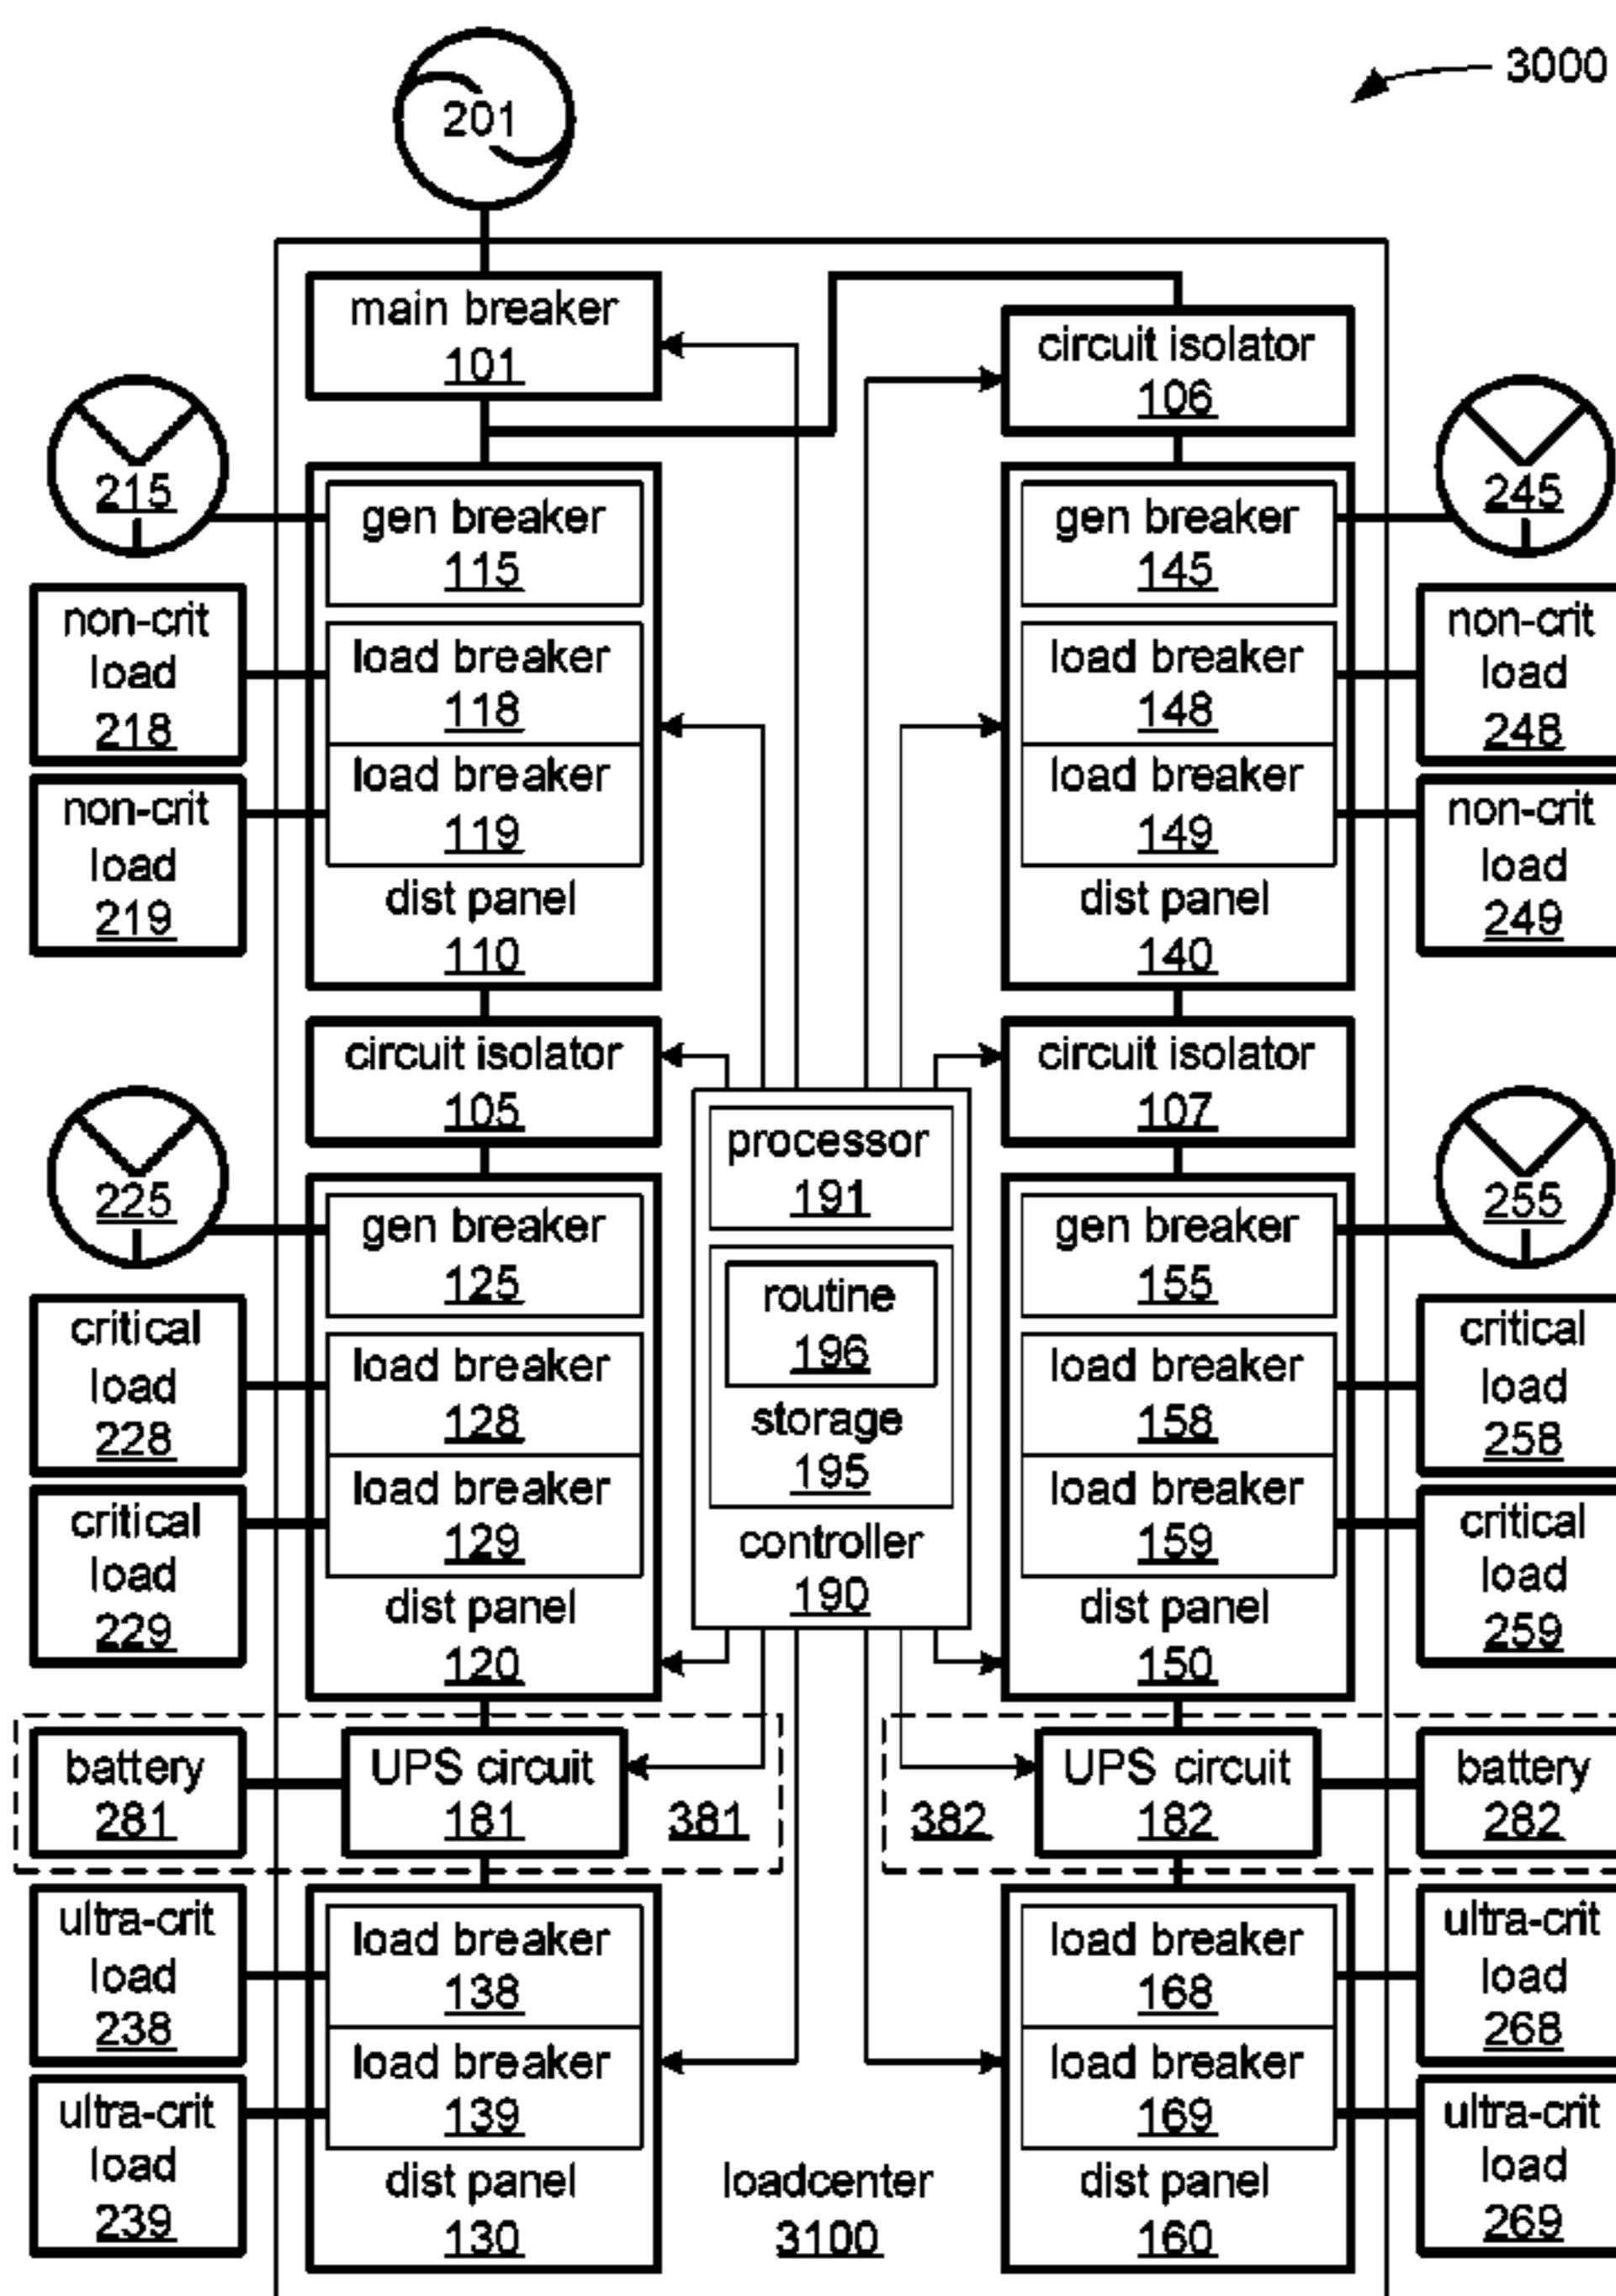 3000
201
main breaker
101
circuit isolator
106
215
gen breaker
115
non-crit
load
218
load breaker
118
non-crit
load
219
load breaker
119
dist panel
110
245
gen breaker
145
non-crit
load
248
load breaker
148
non-crit
load
249
load breaker
149
dist panel
140
circuit isolator
105
circuit isolator
107
processor
191
routine
196
storage
195
controller
190
225
gen breaker
125
critical
load
228
load breaker
128
critical
load
229
load breaker
129
dist panel
120
255
gen breaker
155
critical
load
258
load breaker
158
critical
load
259
load breaker
159
dist panel
150
battery
281
UPS circuit
181
381
382
UPS circuit
182
battery
282
ultra-crit
load
238
load breaker
138
ultra-crit
load
239
load breaker
139
dist panel
130
loadcenter
3100
load breaker
168
ultra-crit
load
268
load breaker
169
ultra-crit
load
269
dist panel
160